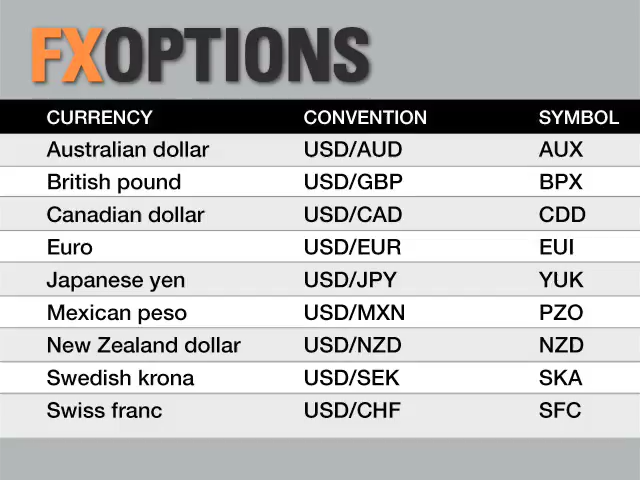 FXOPTIONS
CURRENCY CONVENTION SYMBOL
Australian dollar USD/AUD AUX
British pound USD/GBP BPX
Canadian dollar USD/CAD CDD
Euro USD/EUR EUI
Japanese yen USD/JPY YUK
Mexican peso USD/MXN PZO
New Zealand dollar USD/NZD NZD
Swedish krona USD/SEK SKA
Swiss franc USD/CHF SFC